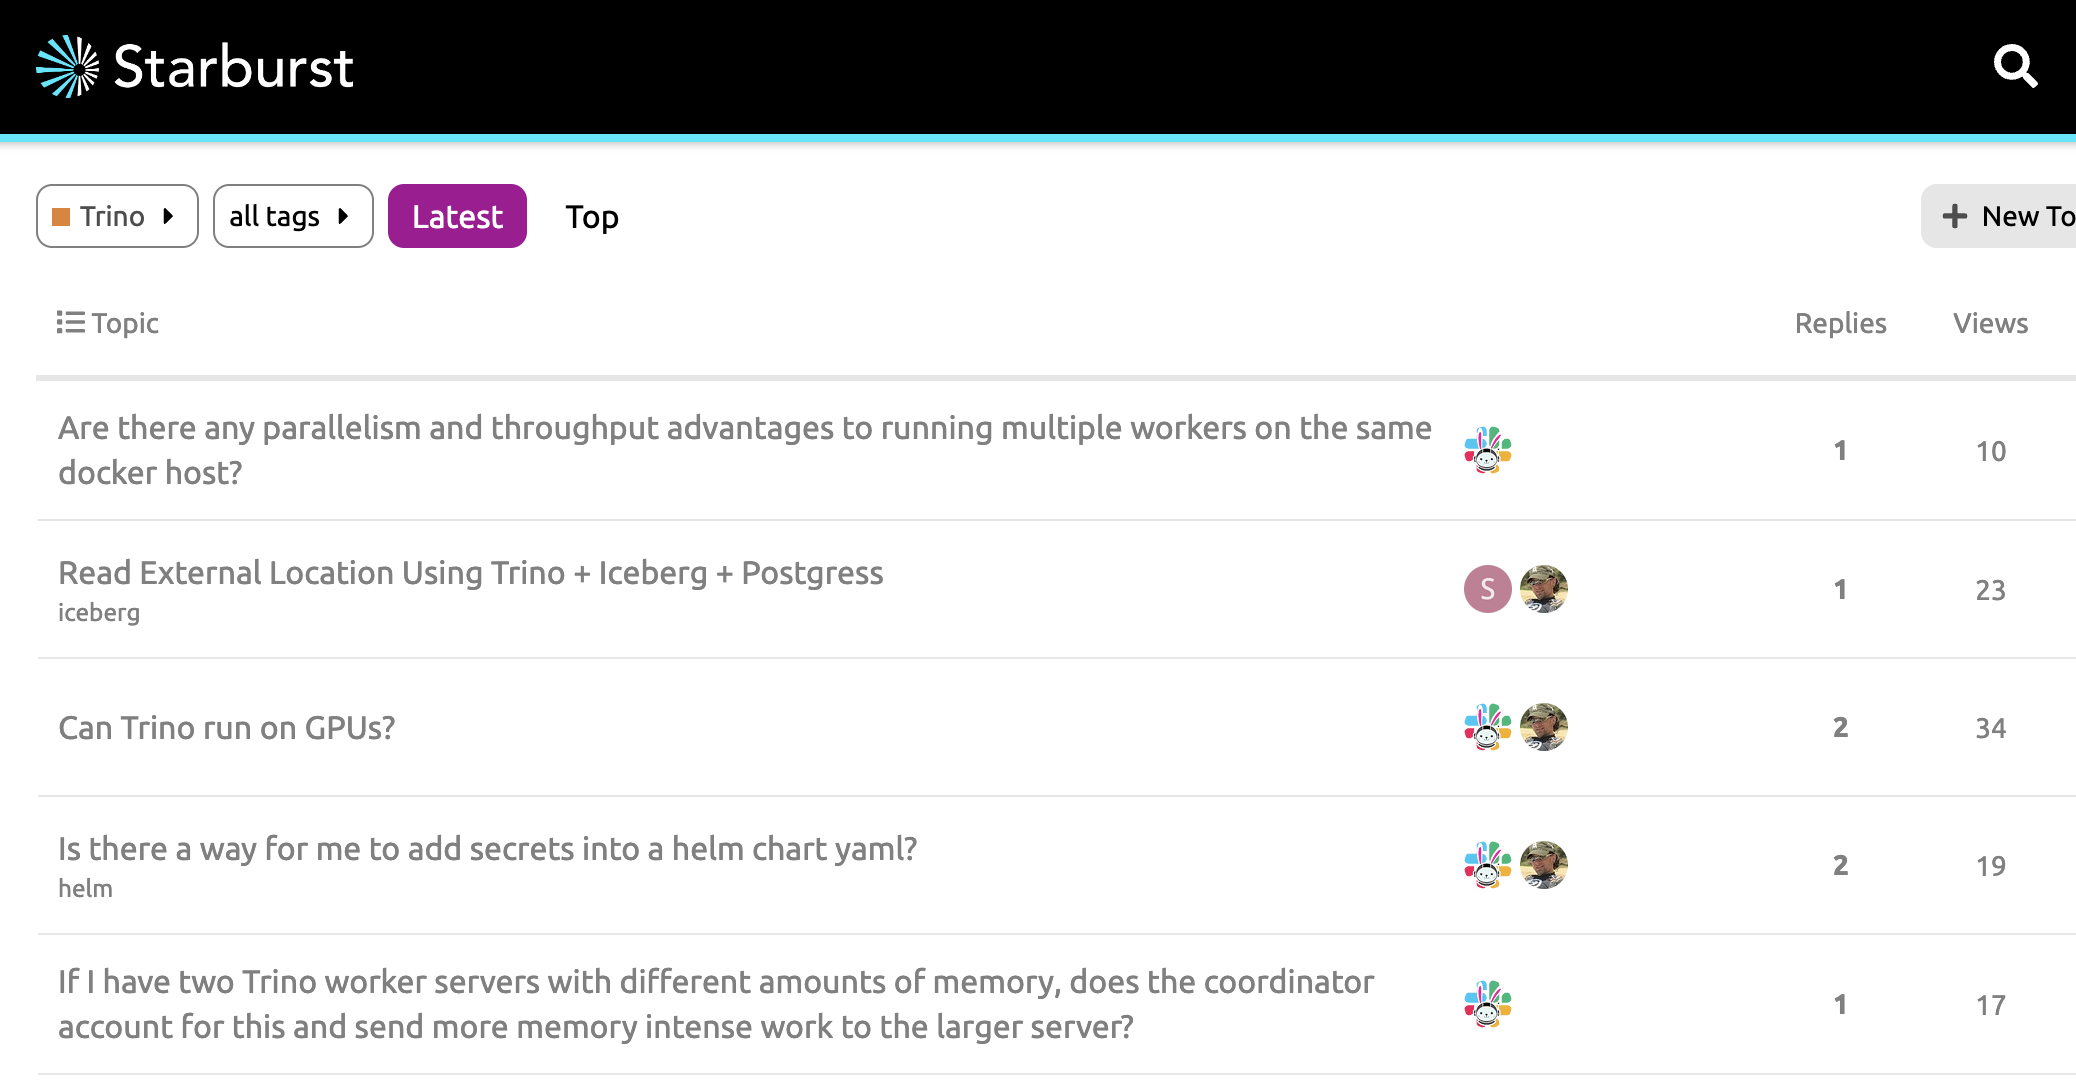 Starburst
Trino
all tags
Latest
Top
New To
Topic
Replies
Views
Are there any parallelism and throughput advantages to running multiple workers on the same
docker host?
1
10
Read External Location Using Trino + Iceberg + Postgress
iceberg
S
1
23
Can Trino run on GPUs?
2
34
Is there a way for me to add secrets into a helm chart yaml?
helm
2
19
If I have two Trino worker servers with different amounts of memory, does the coordinator
account for this and send more memory intense work to the larger server?
1
17